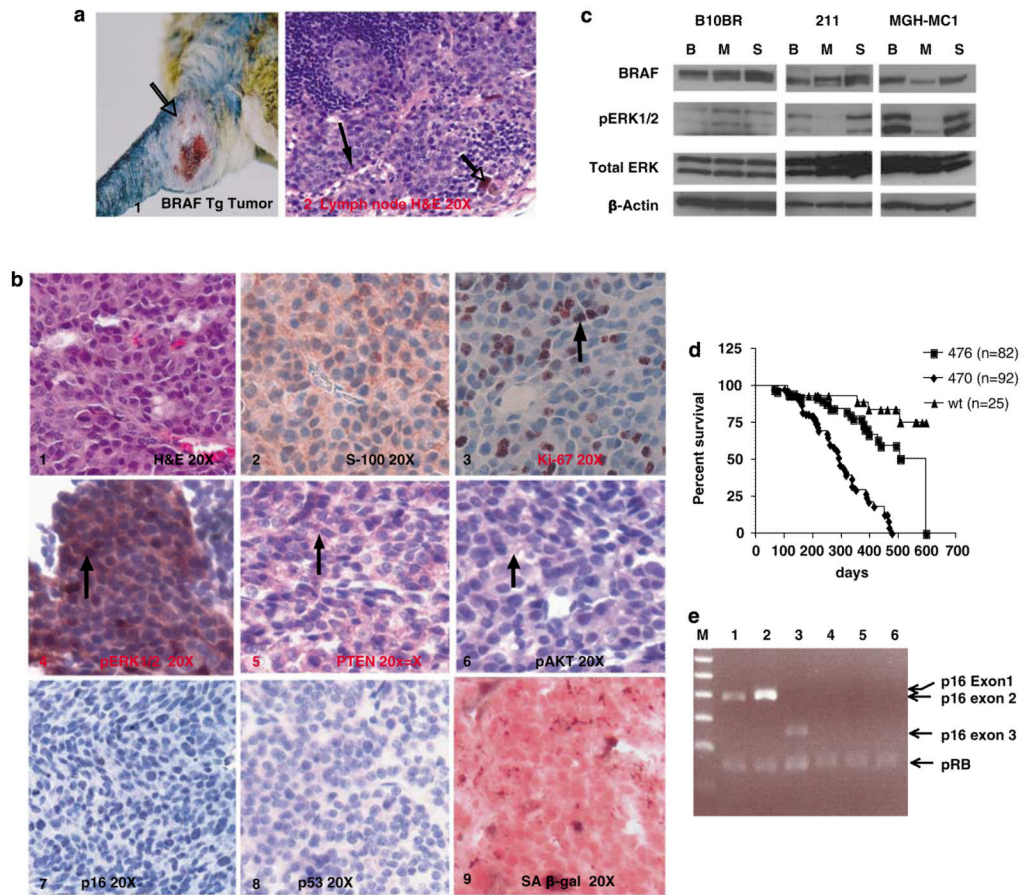 a
1 BRAF Tg Tumor
2 Lymph node H&E 20X
c
B10BR 211 MGH-MC1
B M S B M S B M S
BRAF
pERK1/2
Total ERK
β-Actin
b
1 H&E 20X
2 S-100 20X
3 Ki-67 20X
4 pERK1/2 20X
5 PTEN 20x=X
6 pAKT 20X
7 p16 20X
8 p53 20X
9 SA β-gal 20X
d
476 (n=82)
470 (n=92)
wt (n=25)
Percent survival
125
100
75
50
25
0
0 100 200 300 400 500 600 700
days
e
M 1 2 3 4 5 6
p16 Exon1
p16 exon 2
p16 exon 3
pRB